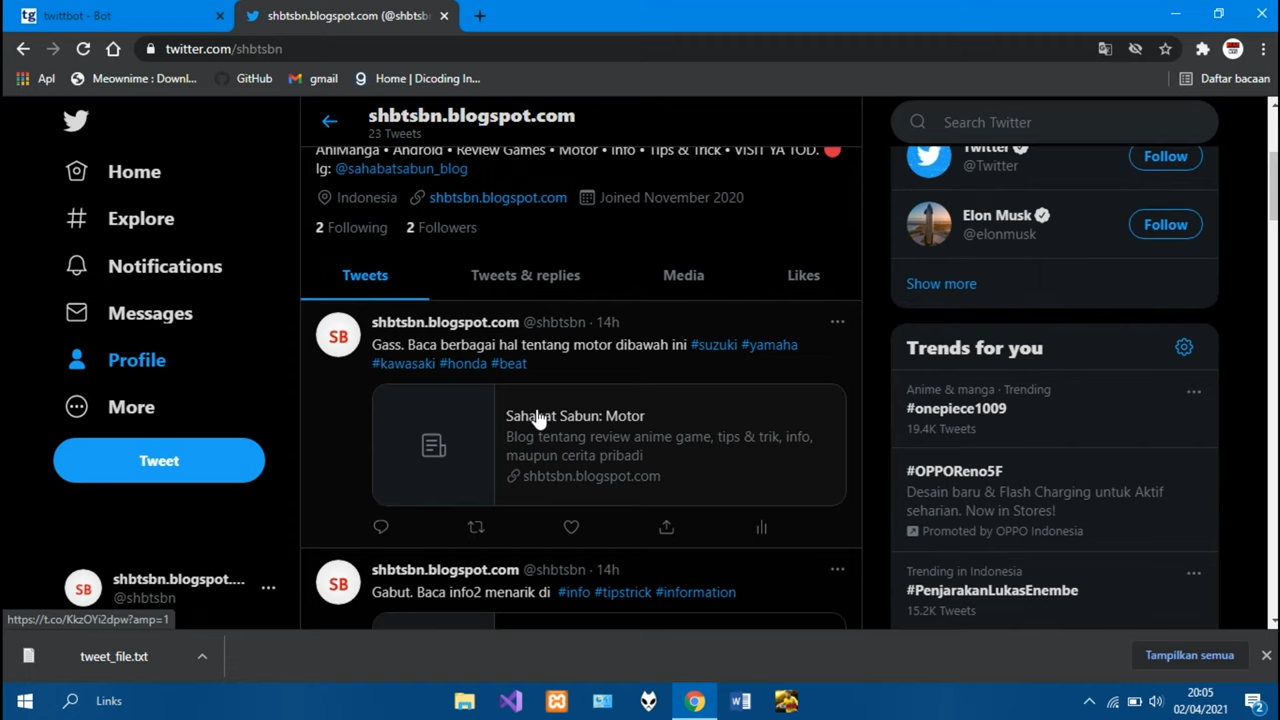 tg twittbot - Bot
shbtsbn.blogspot.com (@shbtsb
twitter.com/shbtsbn
Apl
Meownime : Downl...
GitHub
gmail
Home | Dicoding In...
Daftar bacaan
Home
Explore
Notifications
Messages
Profile
More
Tweet
SB
shbtsbn.blogspot....
@shbtsbn
shbtsbn.blogspot.com
23 Tweets
AniManga • Android • Review Games • Motor • Info • Tips & Trick • VISIT YA TOD.
Ig: @sahabatsabun_blog
Indonesia shbtsbn.blogspot.com Joined November 2020
2 Following 2 Followers
Tweets Tweets & replies Media Likes
SB
shbtsbn.blogspot.com @shbtsbn · 14h
Gass. Baca berbagai hal tentang motor dibawah ini #suzuki #yamaha
#kawasaki #honda #beat
Sahabat Sabun: Motor
Blog tentang review anime game, tips & trik, info,
maupun cerita pribadi
shbtsbn.blogspot.com
SB
shbtsbn.blogspot.com @shbtsbn · 14h
Gabut. Baca info2 menarik di #info #tipstrick #information
Search Twitter
Twitter
@Twitter
Follow
Elon Musk
@elonmusk
Follow
Show more
Trends for you
Anime & manga · Trending
#onepiece1009
19.4K Tweets
#OPPOReno5F
Desain baru & Flash Charging untuk Aktif
seharian. Now in Stores!
Promoted by OPPO Indonesia
Trending in Indonesia
#PenjarakanLukasEnembe
15.2K Tweets
https://t.co/KkzOYi2dpw?amp=1
tweet_file.txt
Tampilkan semua
Links
20:05
02/04/2021
2